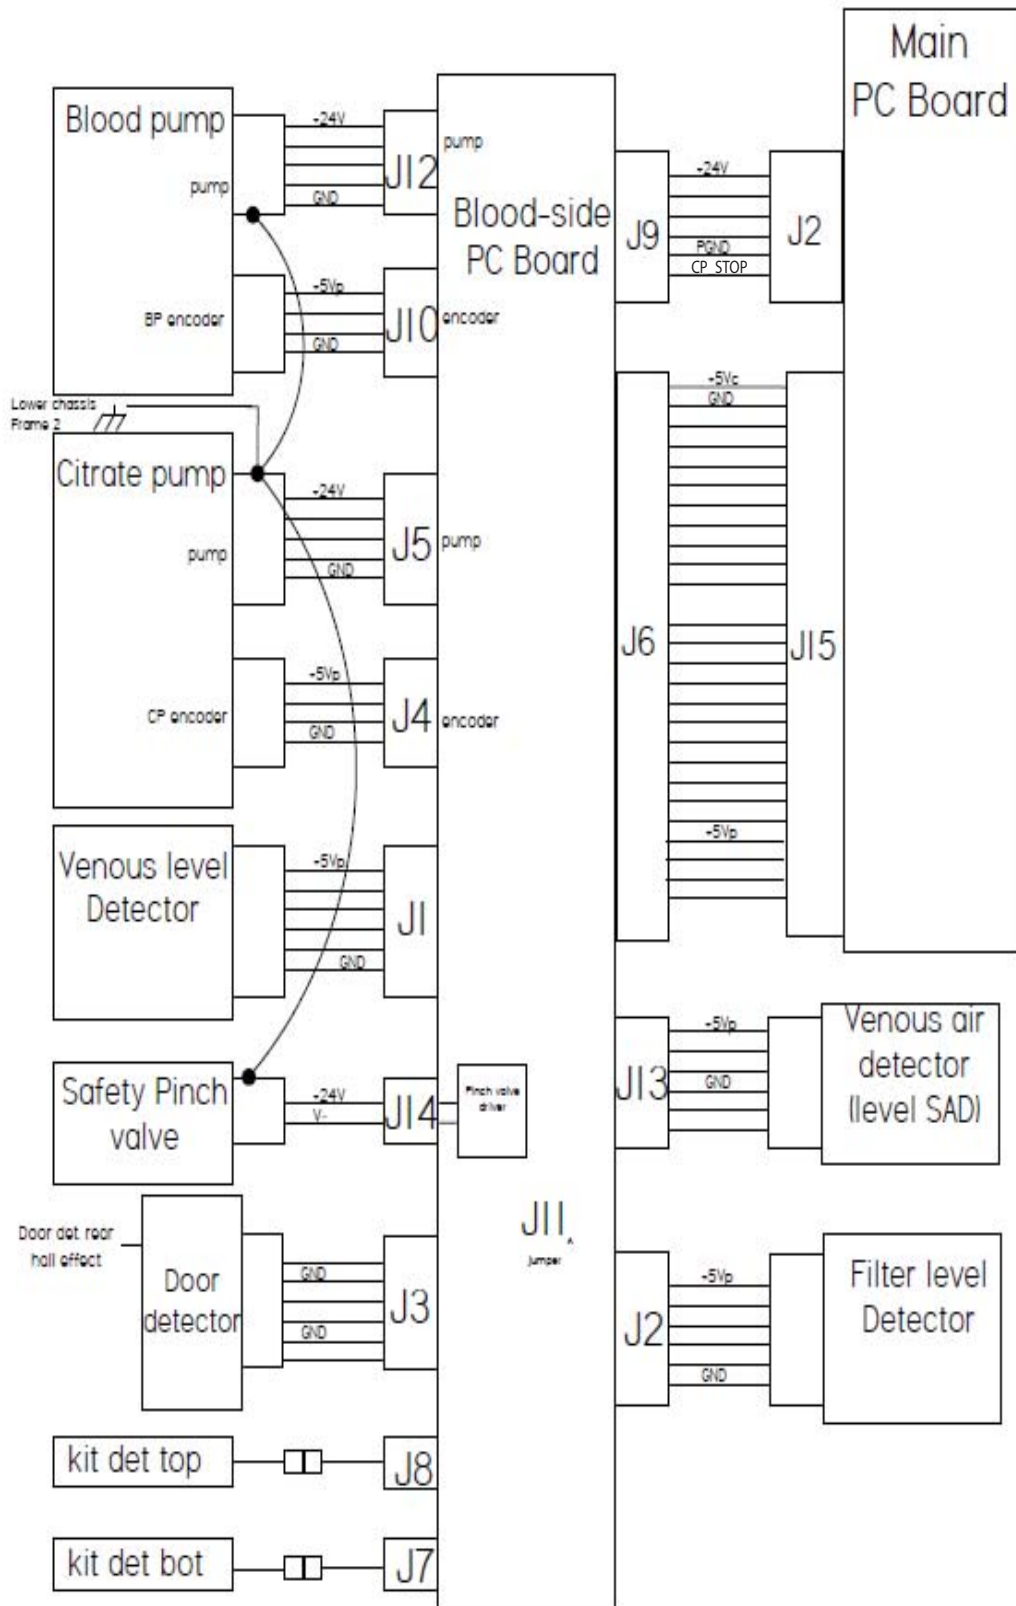 Main
PC Board
Blood pump
pump
-24V
GND
J12
pump
Blood-side
PC Board
J9
-24V
PGND
CP STOP
J2
BP encoder
-5Vp
GND
J10
encoder
Lower chassis
Frame 2
Citrate pump
pump
-24V
GND
J5
pump
-5Vc
GND
J6
J15
-5Vp
CP encoder
-5Vp
GND
J4
encoder
Venous level
Detector
-5Vp
GND
J1
Safety Pinch
valve
-24V
V-
J14
Pinch valve
driver
J13
-5Vp
GND
Venous air
detector
(level SAD)
J11
A
jumper
Door det. rear
hall effect
Door
detector
GND
GND
J3
J2
-5Vp
GND
Filter level
Detector
kit det top
J8
kit det bot
J7